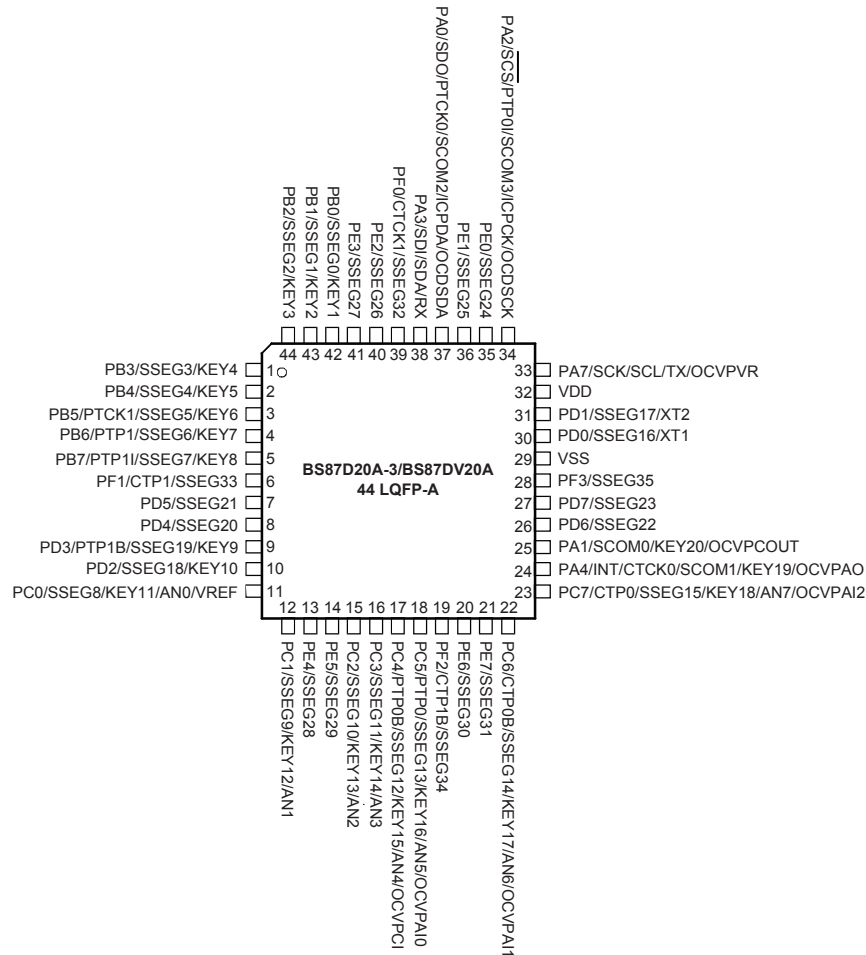 PB2/SSEG2/KEY3
PB1/SSEG1/KEY2
PB0/SSEG0/KEY1
PE3/SSEG27
PE2/SSEG26
PF0/CTCK1/SSEG32
PA3/SDI/SDA/RX
PA0/SDO/PTCK0/SCOM2/ICPDA/OCDSDA
PE1/SSEG25
PE0/SSEG24
PA2/SCS/PTP0I/SCOM3/ICPCK/OCDSCK
44 43 42 41 40 39 38 37 36 35 34
PB3/SSEG3/KEY4 1
PB4/SSEG4/KEY5 2
PB5/PTCK1/SSEG5/KEY6 3
PB6/PTP1/SSEG6/KEY7 4
PB7/PTP1I/SSEG7/KEY8 5
PF1/CTP1/SSEG33 6
PD5/SSEG21 7
PD4/SSEG20 8
PD3/PTP1B/SSEG19/KEY9 9
PD2/SSEG18/KEY10 10
PC0/SSEG8/KEY11/AN0/VREF 11
BS87D20A-3/BS87DV20A
44 LQFP-A
33 PA7/SCK/SCL/TX/OCVPVR
32 VDD
31 PD1/SSEG17/XT2
30 PD0/SSEG16/XT1
29 VSS
28 PF3/SSEG35
27 PD7/SSEG23
26 PD6/SSEG22
25 PA1/SCOM0/KEY20/OCVPCOUT
24 PA4/INT/CTCK0/SCOM1/KEY19/OCVPAO
23 PC7/CTP0/SSEG15/KEY18/AN7/OCVPAI2
12 13 14 15 16 17 18 19 20 21 22
PC1/SSEG9/KEY12/AN1
PE4/SSEG28
PE5/SSEG29
PC2/SSEG10/KEY13/AN2
PC3/SSEG11/KEY14/AN3
PC4/PTP0B/SSEG12/KEY15/AN4/OCVPCI
PC5/PTP0/SSEG13/KEY16/AN5/OCVPAI0
PF2/CTP1B/SSEG34
PE6/SSEG30
PE7/SSEG31
PC6/CTP0B/SSEG14/KEY17/AN6/OCVPAI1